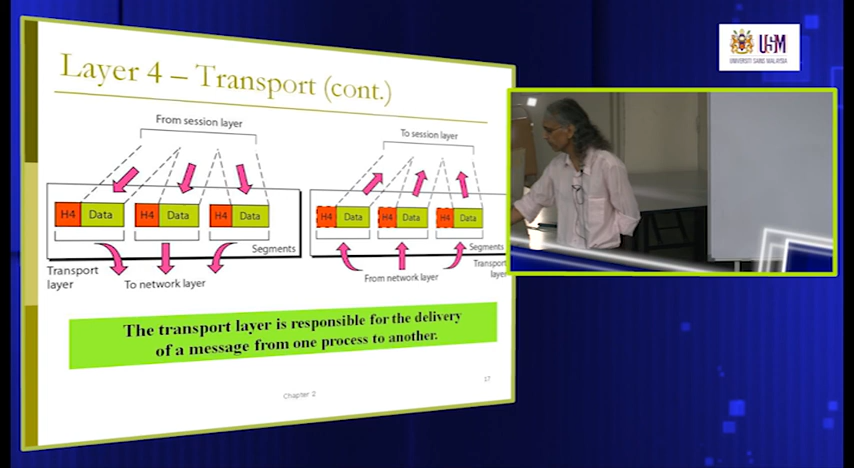 Layer 4 – Transport (cont.)
From session layer
To session layer
H4 Data H4 Data H4 Data
H4 Data H4 Data H4 Data
Segments
Segments
Transport
layer
To network layer
From network layer
Transport
layer
The transport layer is responsible for the delivery
of a message from one process to another.
Chapter 2
17
USM
UNIVERSITI SAINS MALAYSIA